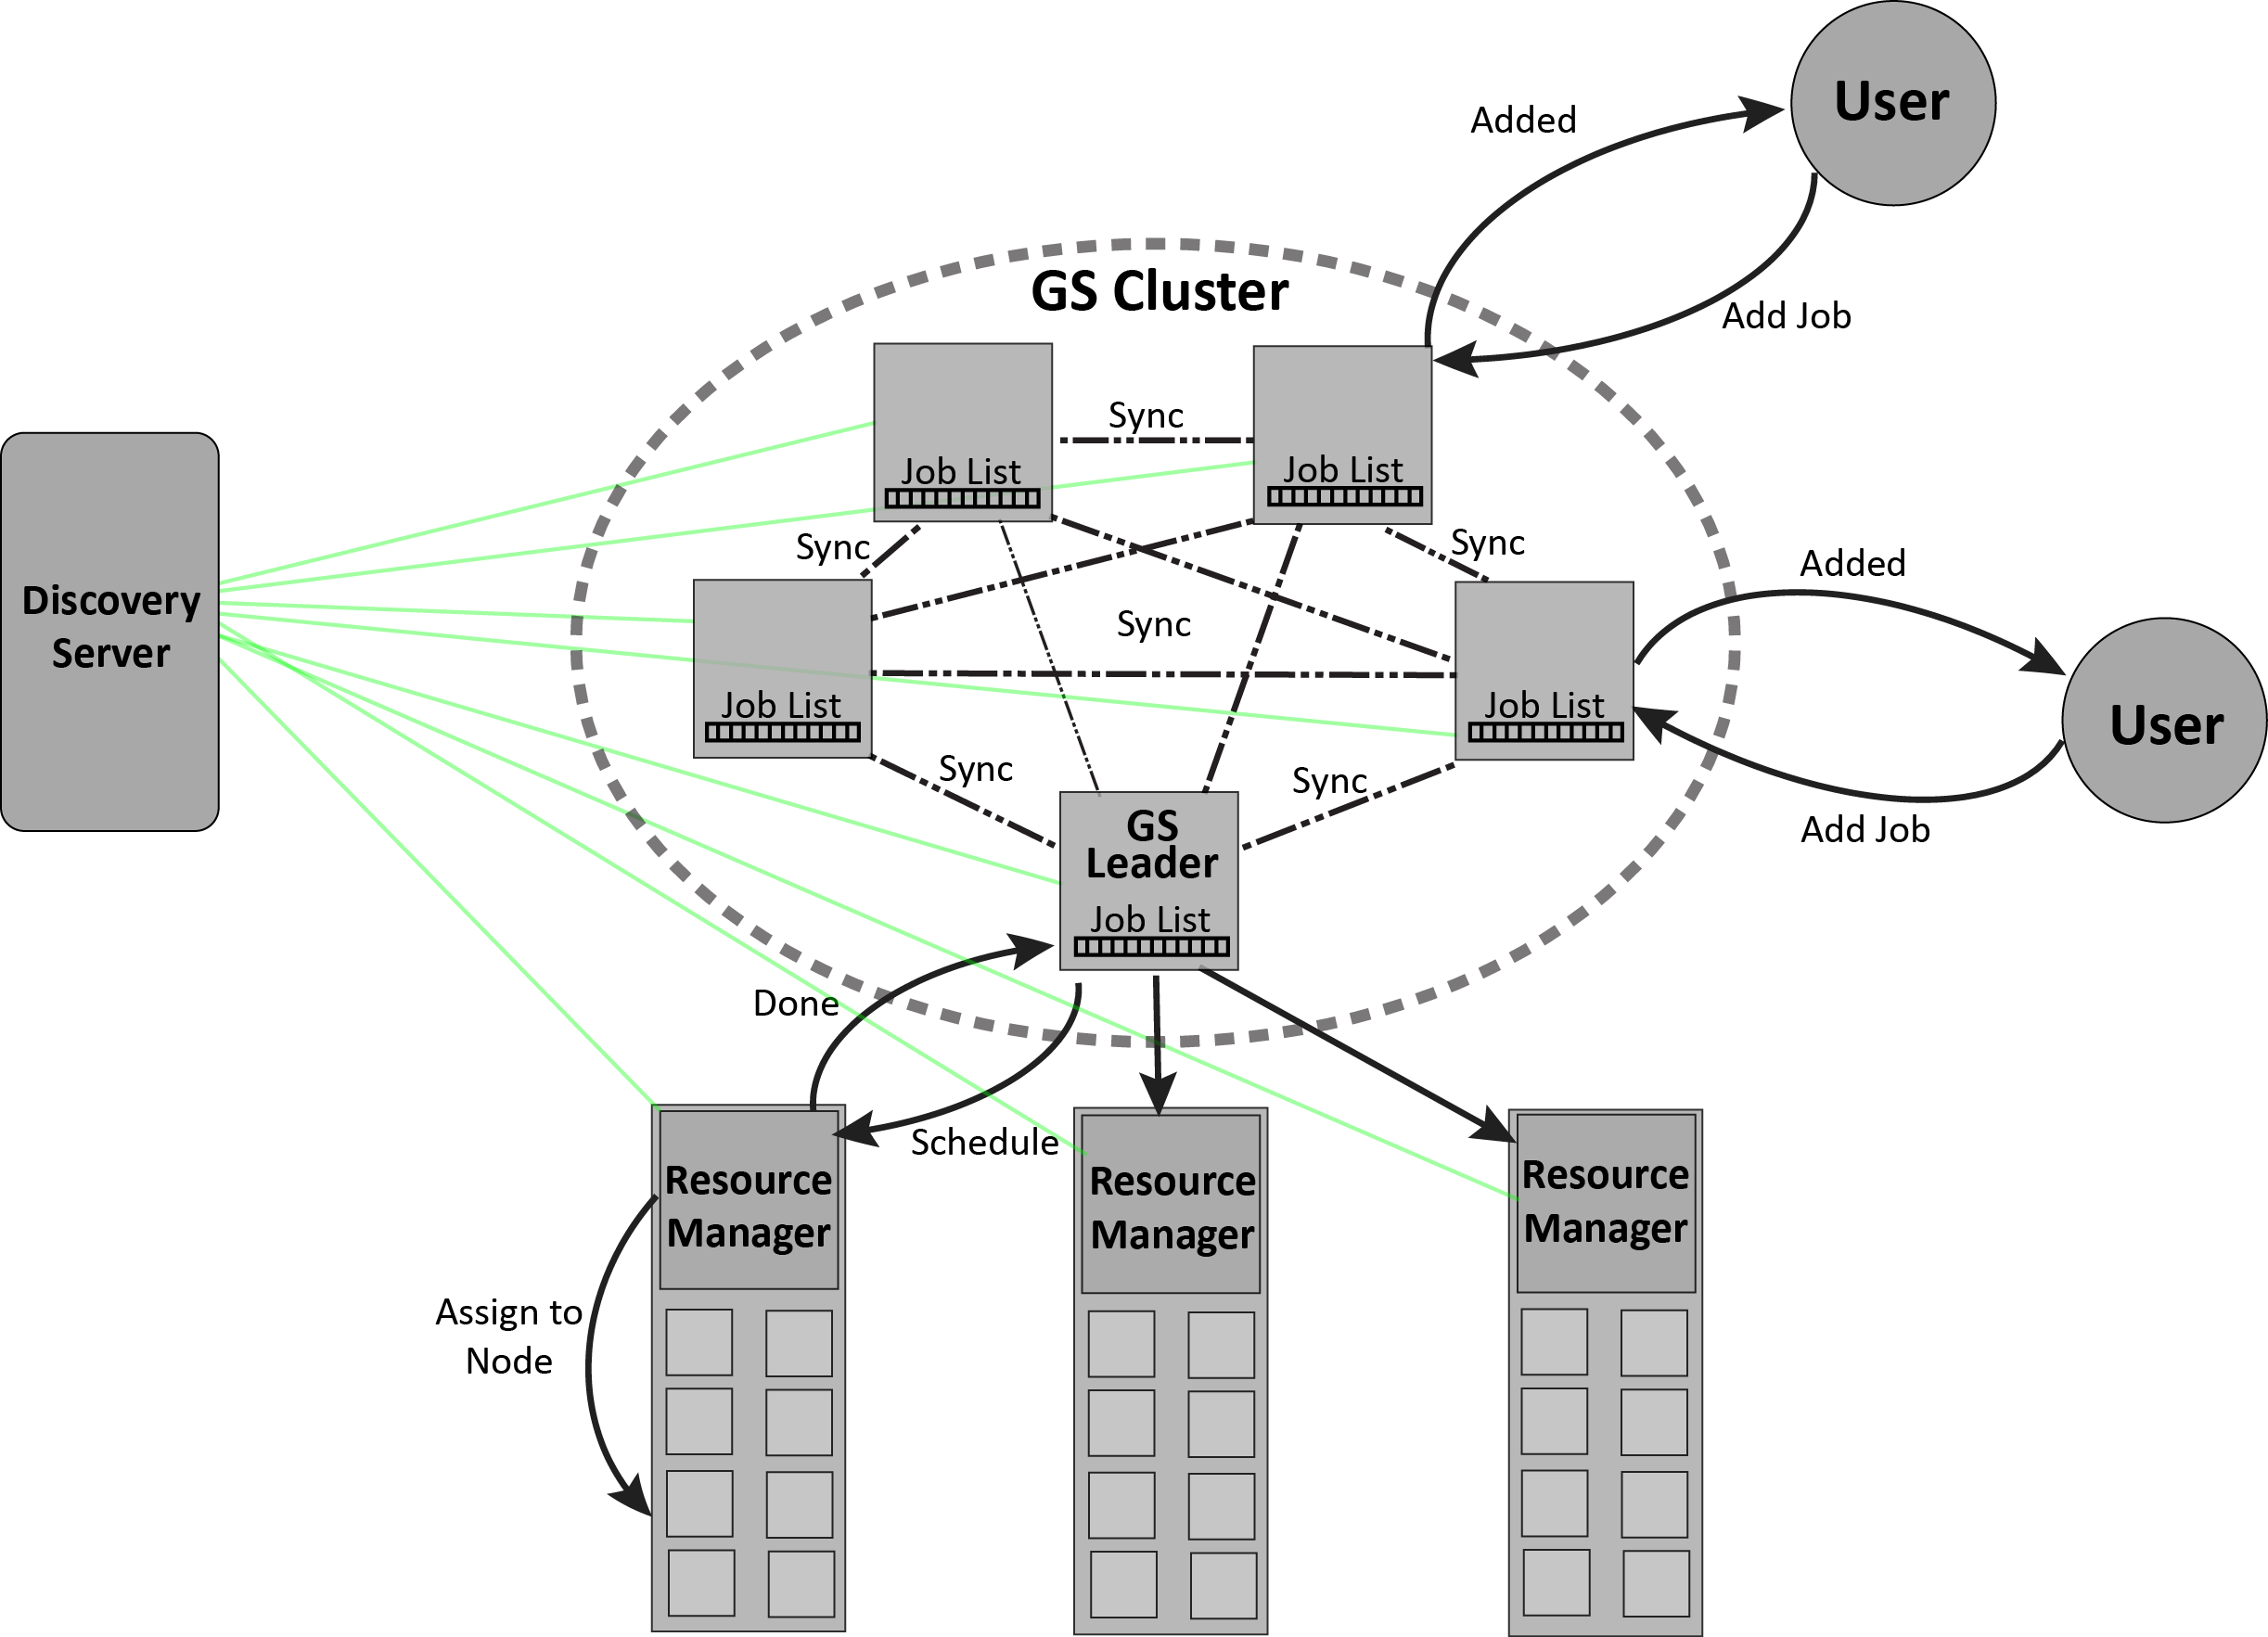 User
Added
Add Job
GS Cluster
Sync
Job List
Job List
Sync
Sync
Added
Discovery
Server
Sync
Job List
Job List
User
Sync
Sync
Add Job
GS
Leader
Job List
Done
Schedule
Resource
Manager
Resource
Manager
Resource
Manager
Assign to
Node